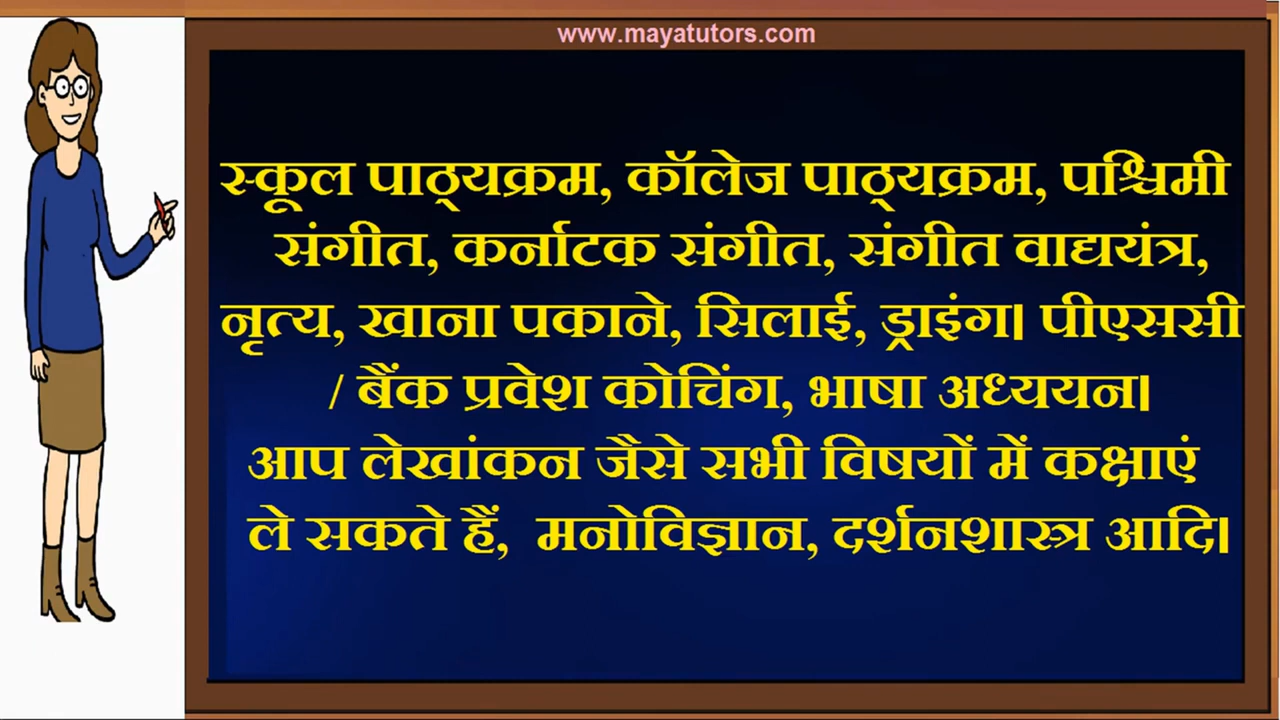 www.mayatutors.com
स्कूल पाठ्यक्रम, कॉलेज पाठ्यक्रम, पश्चिमी
संगीत, कर्नाटक संगीत, संगीत वाद्ययंत्र,
नृत्य, खाना पकाने, सिलाई, ड्राइंग। पीएससी
/ बैंक प्रवेश कोचिंग, भाषा अध्ययन।
आप लेखांकन जैसे सभी विषयों में कक्षाएं
ले सकते हैं, मनोविज्ञान, दर्शनशास्त्र आदि।